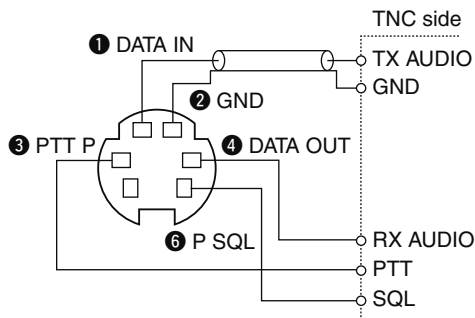 TNC side
❶ DATA IN
TX AUDIO
GND
❷ GND
❸ PTT P
❹ DATA OUT
❻ P SQL
RX AUDIO
PTT
SQL